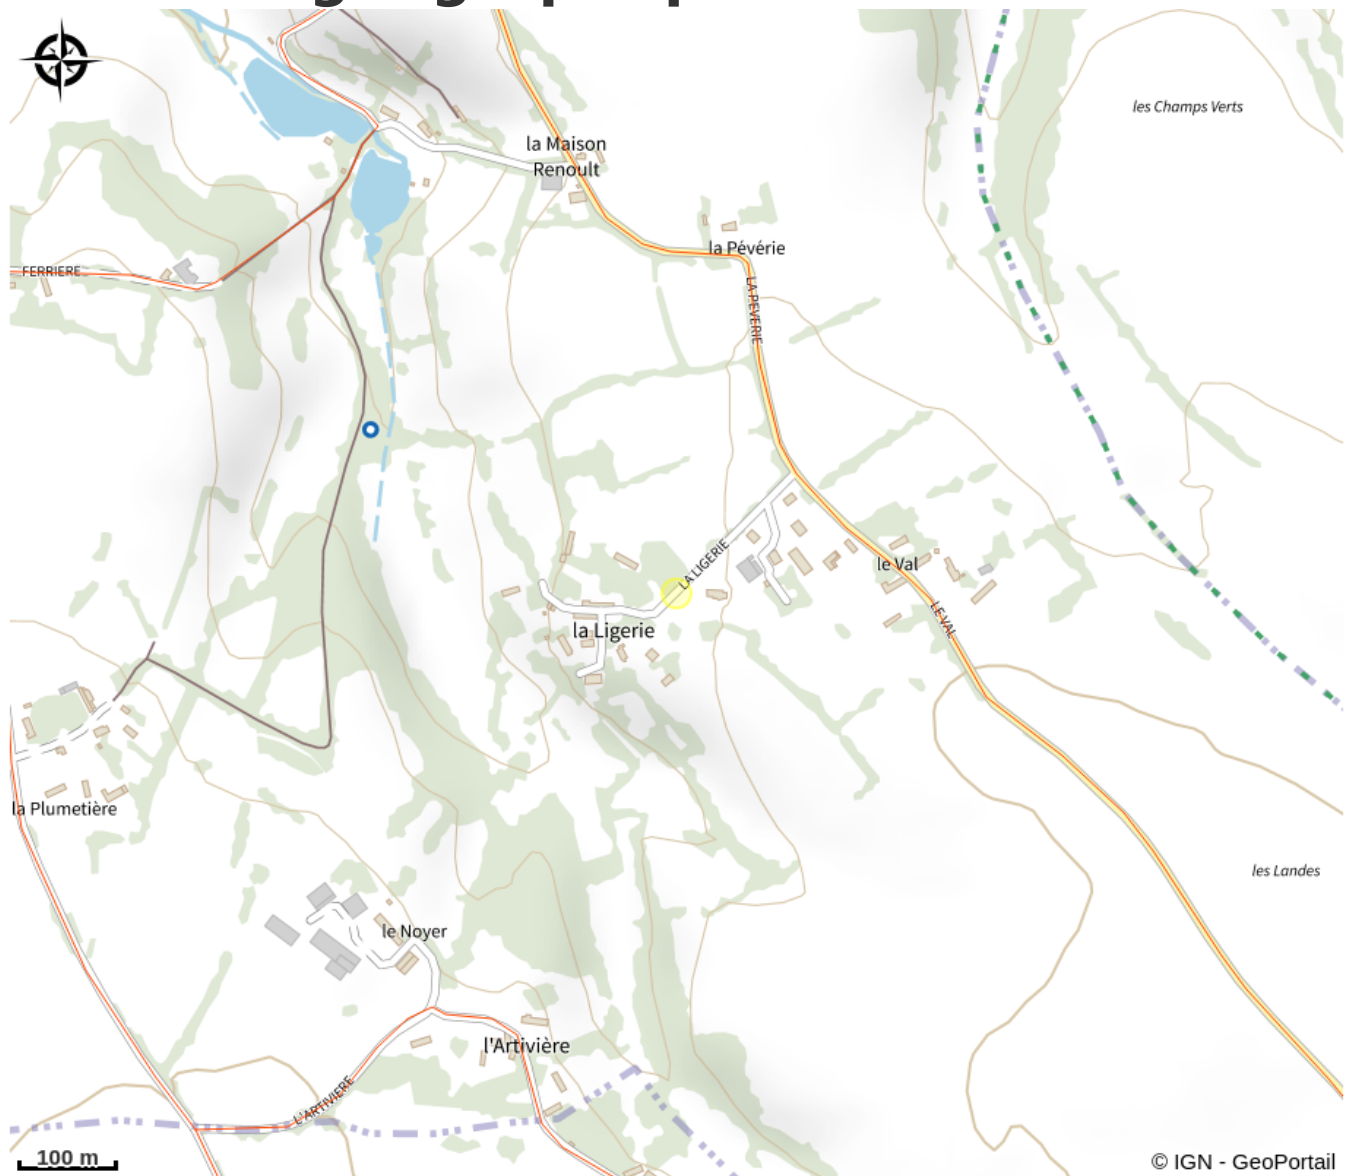 les Champs Verts
la Maison
Renoult
la Pévérie
FERRIERE
LA PEVERIE
LA LIGERIE
le Val
LE VAL
la Ligerie
la Plumetière
les Landes
le Noyer
l'Artivière
L'ARTIVIERE
100 m
© IGN - GeoPortail